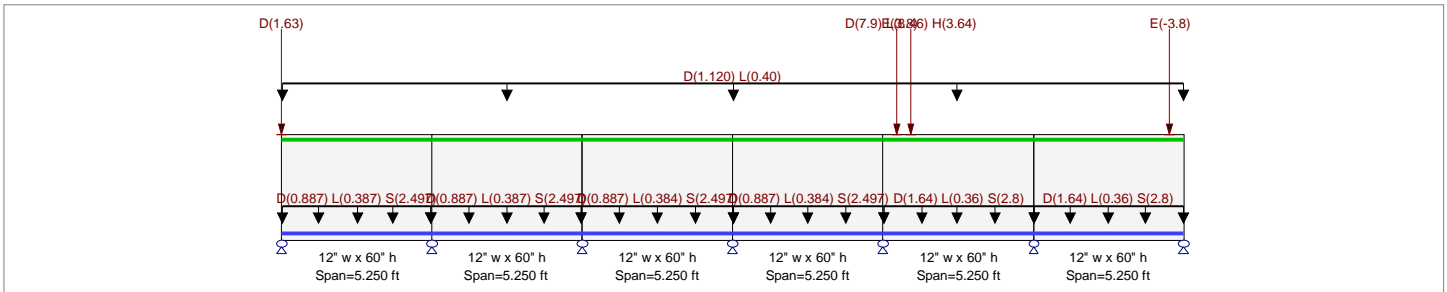 D(1.63)
D(7.9) H(3.64)
E(-3.8)
D(1.120) L(0.40)
D(0.887) L(0.387) S(2.497)
D(0.887) L(0.387) S(2.497)
D(0.887) L(0.384) S(2.497)
D(0.887) L(0.384) S(2.497)
D(1.64) L(0.36) S(2.8)
D(1.64) L(0.36) S(2.8)
12" w x 60" h
12" w x 60" h
12" w x 60" h
12" w x 60" h
12" w x 60" h
12" w x 60" h
Span=5.250 ft
Span=5.250 ft
Span=5.250 ft
Span=5.250 ft
Span=5.250 ft
Span=5.250 ft